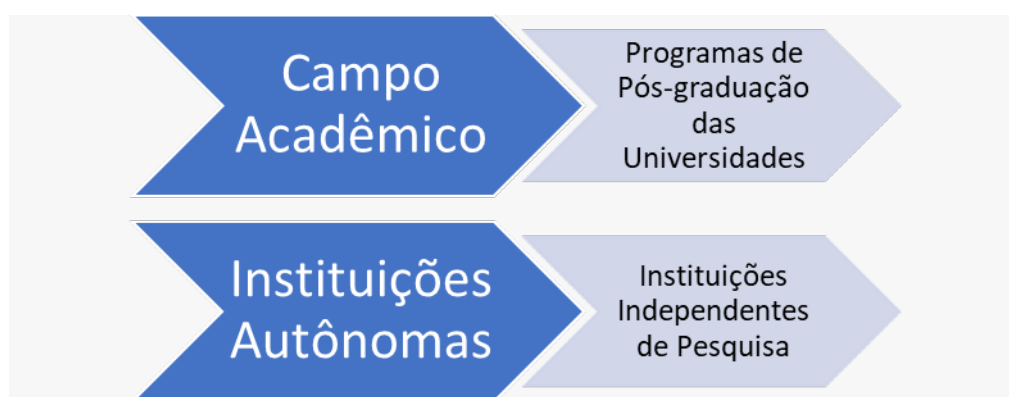 Campo
Acadêmico
Programas de
Pós-graduação
das
Universidades
Instituições
Autônomas
Instituições
Independentes
de Pesquisa